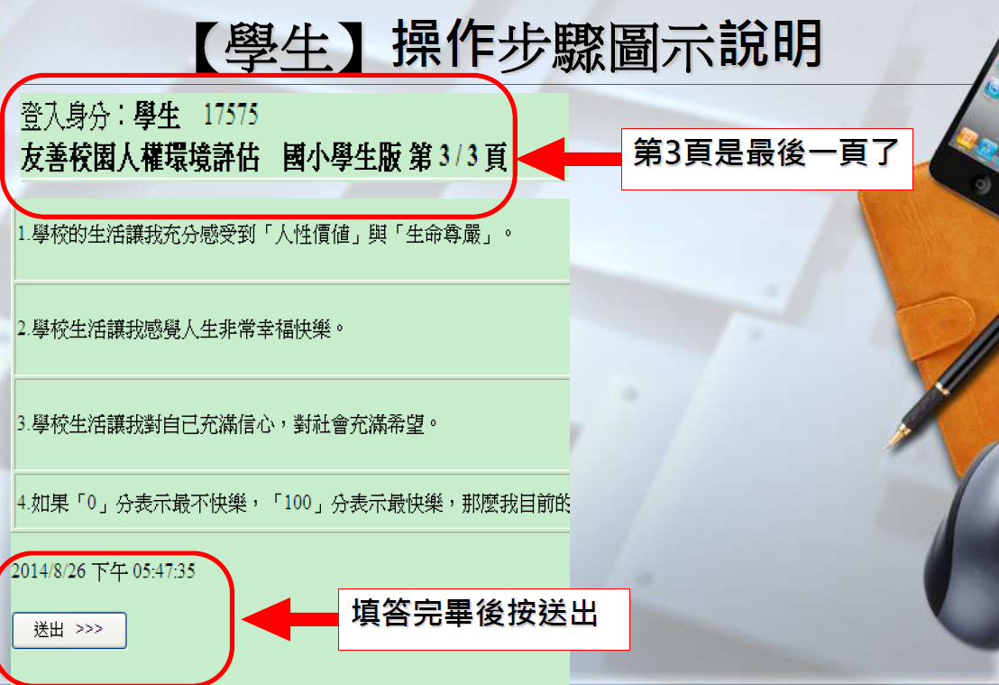 【學生】操作步驟圖示說明
登入身分：學生 17575
友善校園人權環境評估 國小學生版 第 3 / 3 頁
第3頁是最後一頁了
1.學校的生活讓我充分感受到「人性價值」與「生命尊嚴」。
2.學校生活讓我感覺人生非常幸福快樂。
3.學校生活讓我對自己充滿信心，對社會充滿希望。
4.如果「0」分表示最不快樂，「100」分表示最快樂，那麼我目前的
2014/8/26 下午 05:47:35
送出 >>>
填答完畢後按送出